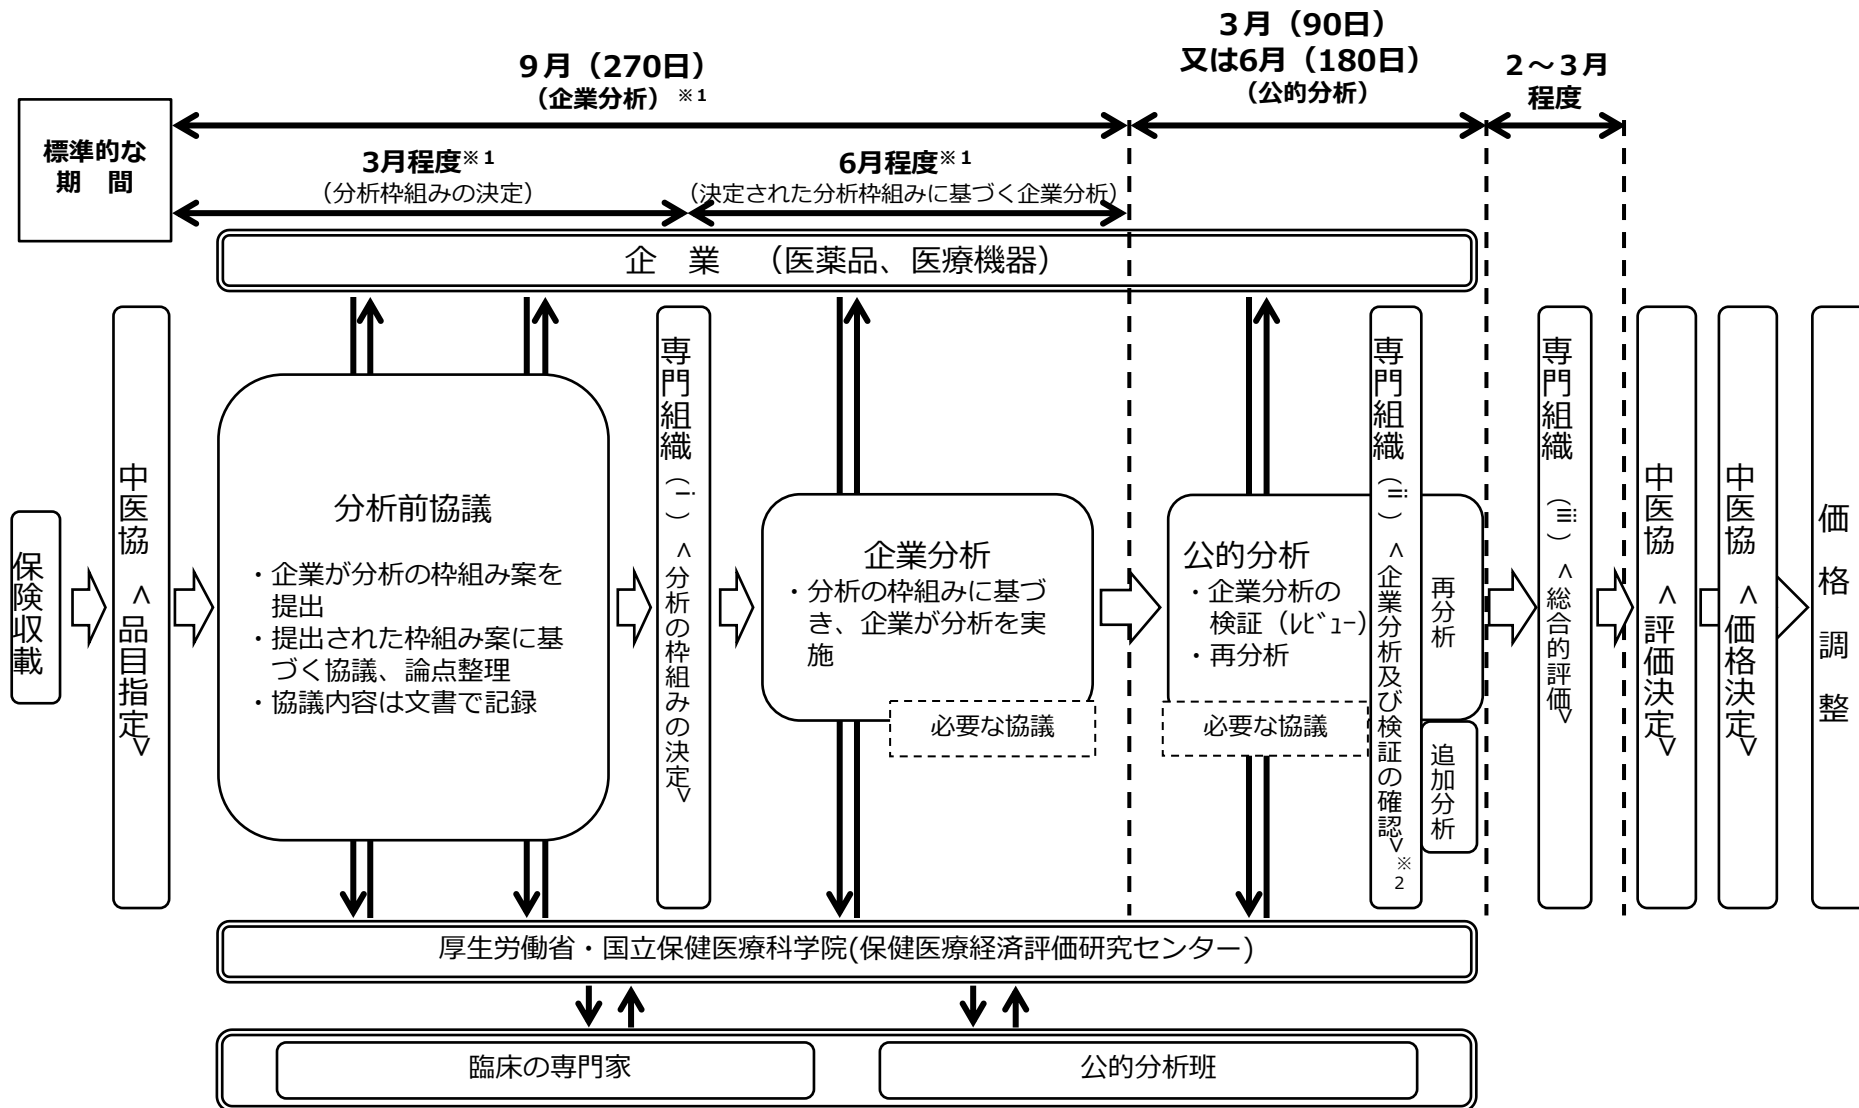 標準的な
期　間
９月（270日）
（企業分析）※１
３月（90日）
又は6月（180日）
（公的分析）
２～３月
程度
3月程度※１
（分析枠組みの決定）
6月程度※１
（決定された分析枠組みに基づく企業分析）
企　業　（医薬品、医療機器）
保険収載
中医協　＜品目指定＞
分析前協議
・企業が分析の枠組み案を
提出
・提出された枠組み案に基
づく協議、論点整理
・協議内容は文書で記録
専門組織（ⅰ）＜分析の枠組みの決定＞
企業分析
・分析の枠組みに基づ
き、企業が分析を実
施
必要な協議
公的分析
・企業分析の
検証（ﾚﾋﾞｭｰ）
・再分析
必要な協議
専門組織（ⅱ）＜企業分析及び検証の確認＞※2
再分析
追加分析
専門組織　（ⅲ）＜総合的評価＞
中医協　＜評価決定＞
中医協　＜価格決定＞
価格調整
厚生労働省・国立保健医療科学院(保健医療経済評価研究センター)
臨床の専門家
公的分析班